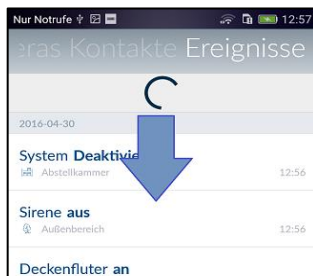 Nur Notrufe 12:57
eras Kontakte Ereignisse
2016-04-30
System Deaktivie
Abstellkammer 12:56
Sirene aus
Außenbereich 12:56
Deckenfluter an